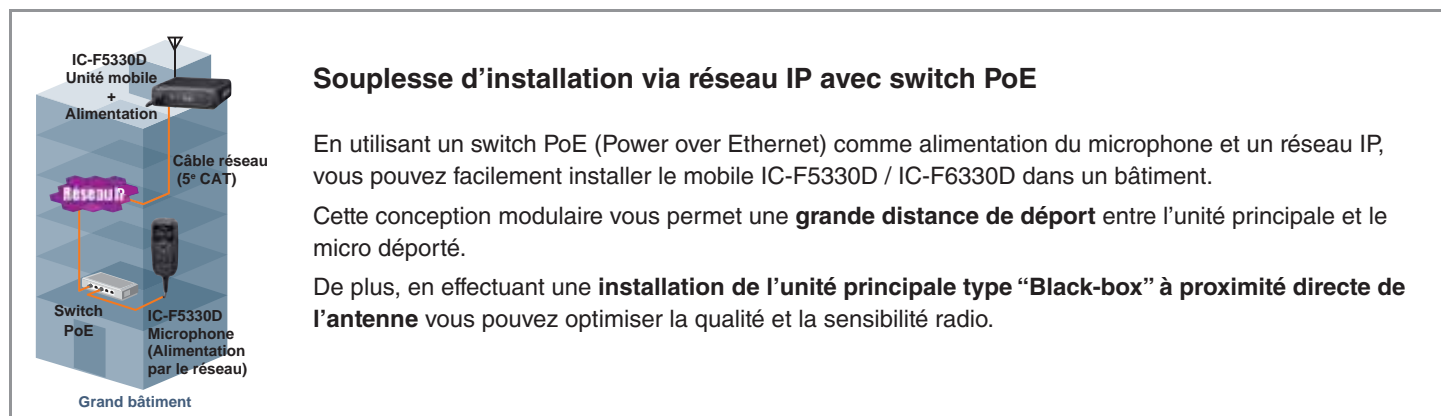 IC-F5330D
Unité mobile
+
Alimentation
Câble réseau
(5e CAT)
Réseau IP
Switch
PoE
IC-F5330D
Microphone
(Alimentation
par le réseau)
Grand bâtiment
Souplesse d’installation via réseau IP avec switch PoE
En utilisant un switch PoE (Power over Ethernet) comme alimentation du microphone et un réseau IP,
vous pouvez facilement installer le mobile IC-F5330D / IC-F6330D dans un bâtiment.
Cette conception modulaire vous permet une grande distance de déport entre l’unité principale et le
micro déporté.
De plus, en effectuant une installation de l’unité principale type “Black-box” à proximité directe de
l’antenne vous pouvez optimiser la qualité et la sensibilité radio.